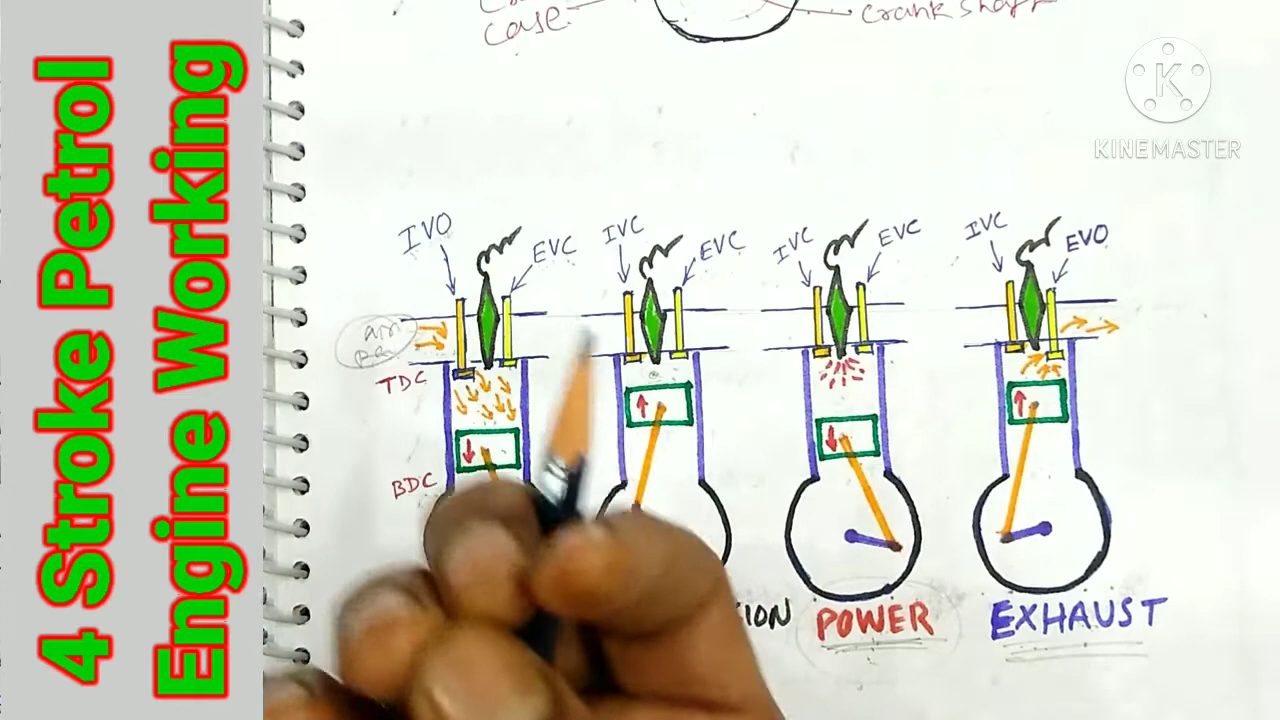 4 Stroke Petrol
Engine Working
case
crank shaft
K
KINEMASTER
IVO
EVC
IVC
EVC
IVC
EVC
IVC
EVO
air
TDC
BDC
ION
POWER
EXHAUST